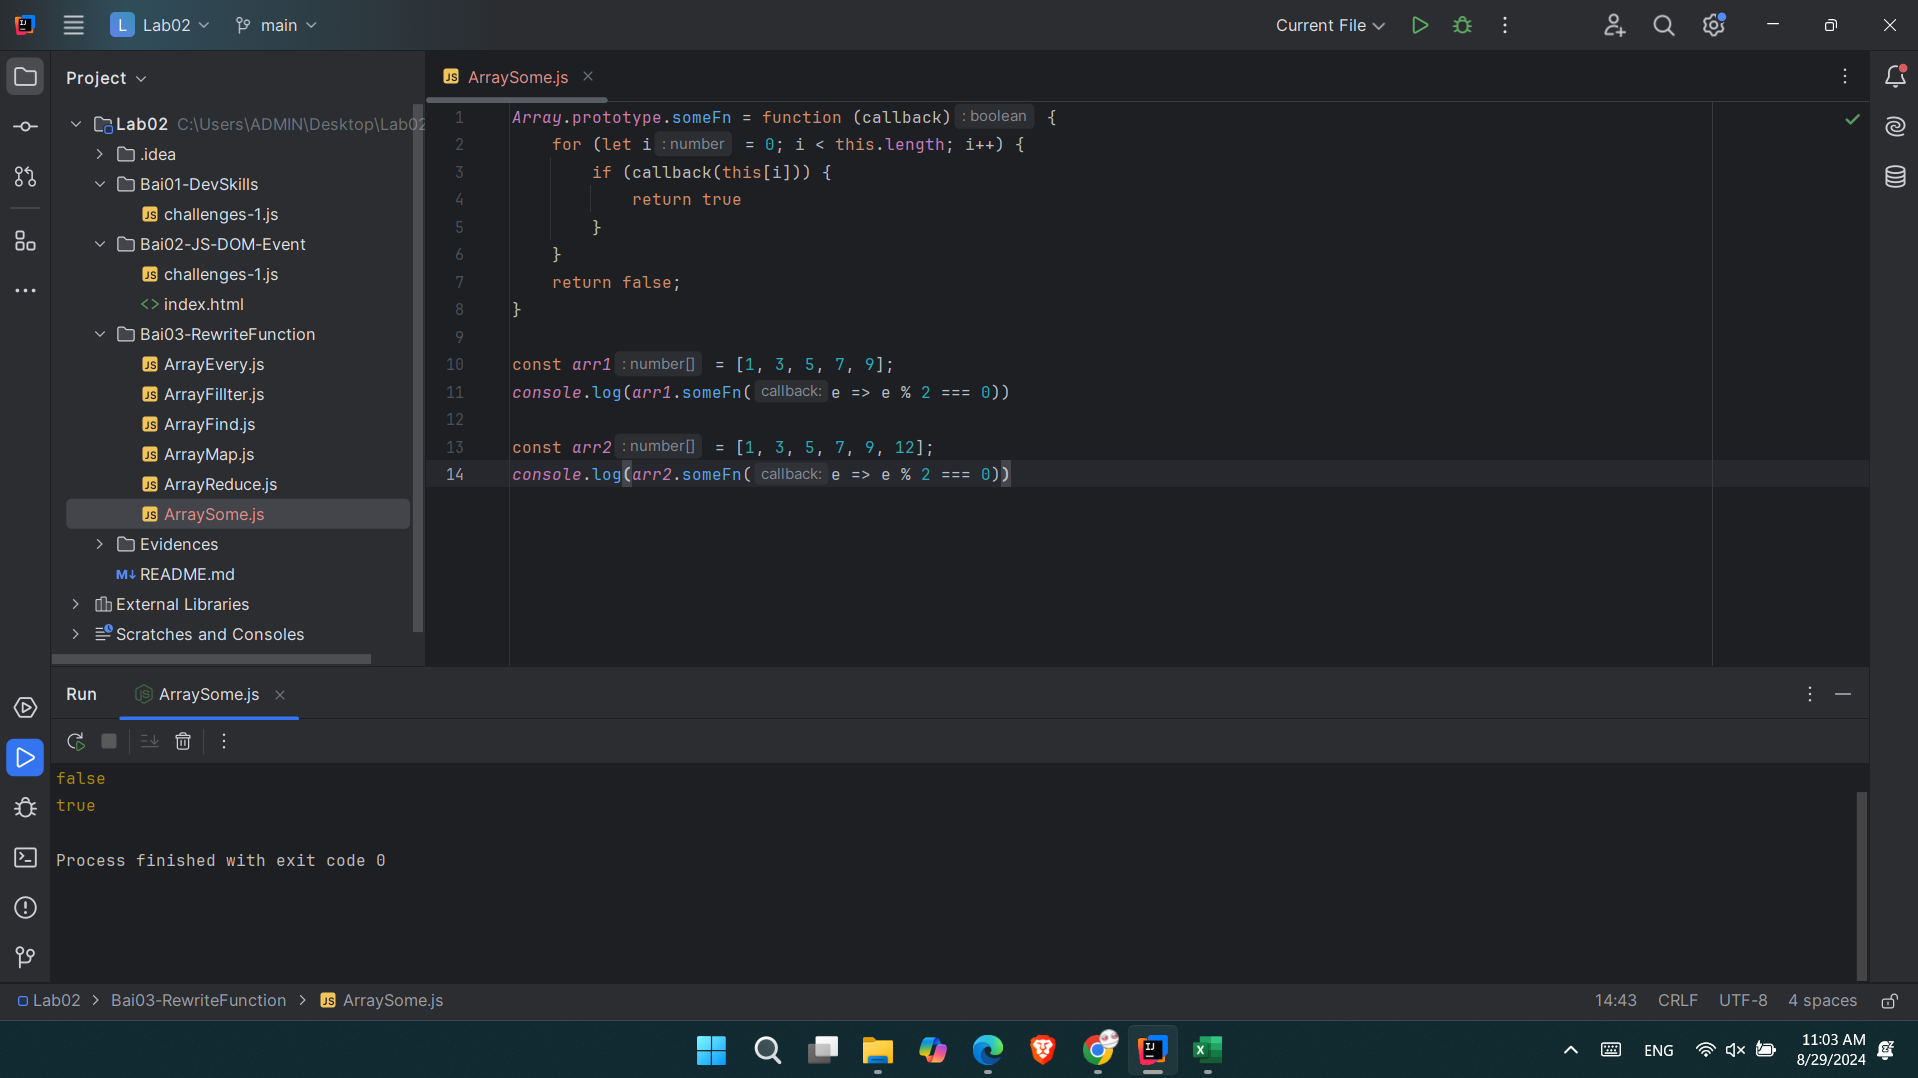 L Lab02 main Current File
Project
ArraySome.js
Lab02 C:\Users\ADMIN\Desktop\Lab02
.idea
Bai01-DevSkills
challenges-1.js
Bai02-JS-DOM-Event
challenges-1.js
index.html
Bai03-RewriteFunction
ArrayEvery.js
ArrayFillter.js
ArrayFind.js
ArrayMap.js
ArrayReduce.js
ArraySome.js
Evidences
README.md
External Libraries
Scratches and Consoles
1 Array.prototype.someFn = function (callback) : boolean {
2 for (let i : number = 0; i < this.length; i++) {
3 if (callback(this[i])) {
4 return true
5 }
6 }
7 return false;
8 }
9
10 const arr1 : number[] = [1, 3, 5, 7, 9];
11 console.log(arr1.someFn( callback: e => e % 2 === 0))
12
13 const arr2 : number[] = [1, 3, 5, 7, 9, 12];
14 console.log(arr2.someFn( callback: e => e % 2 === 0))
Run ArraySome.js
false
true
Process finished with exit code 0
Lab02 > Bai03-RewriteFunction > ArraySome.js 14:43 CRLF UTF-8 4 spaces
ENG 11:03 AM
8/29/2024